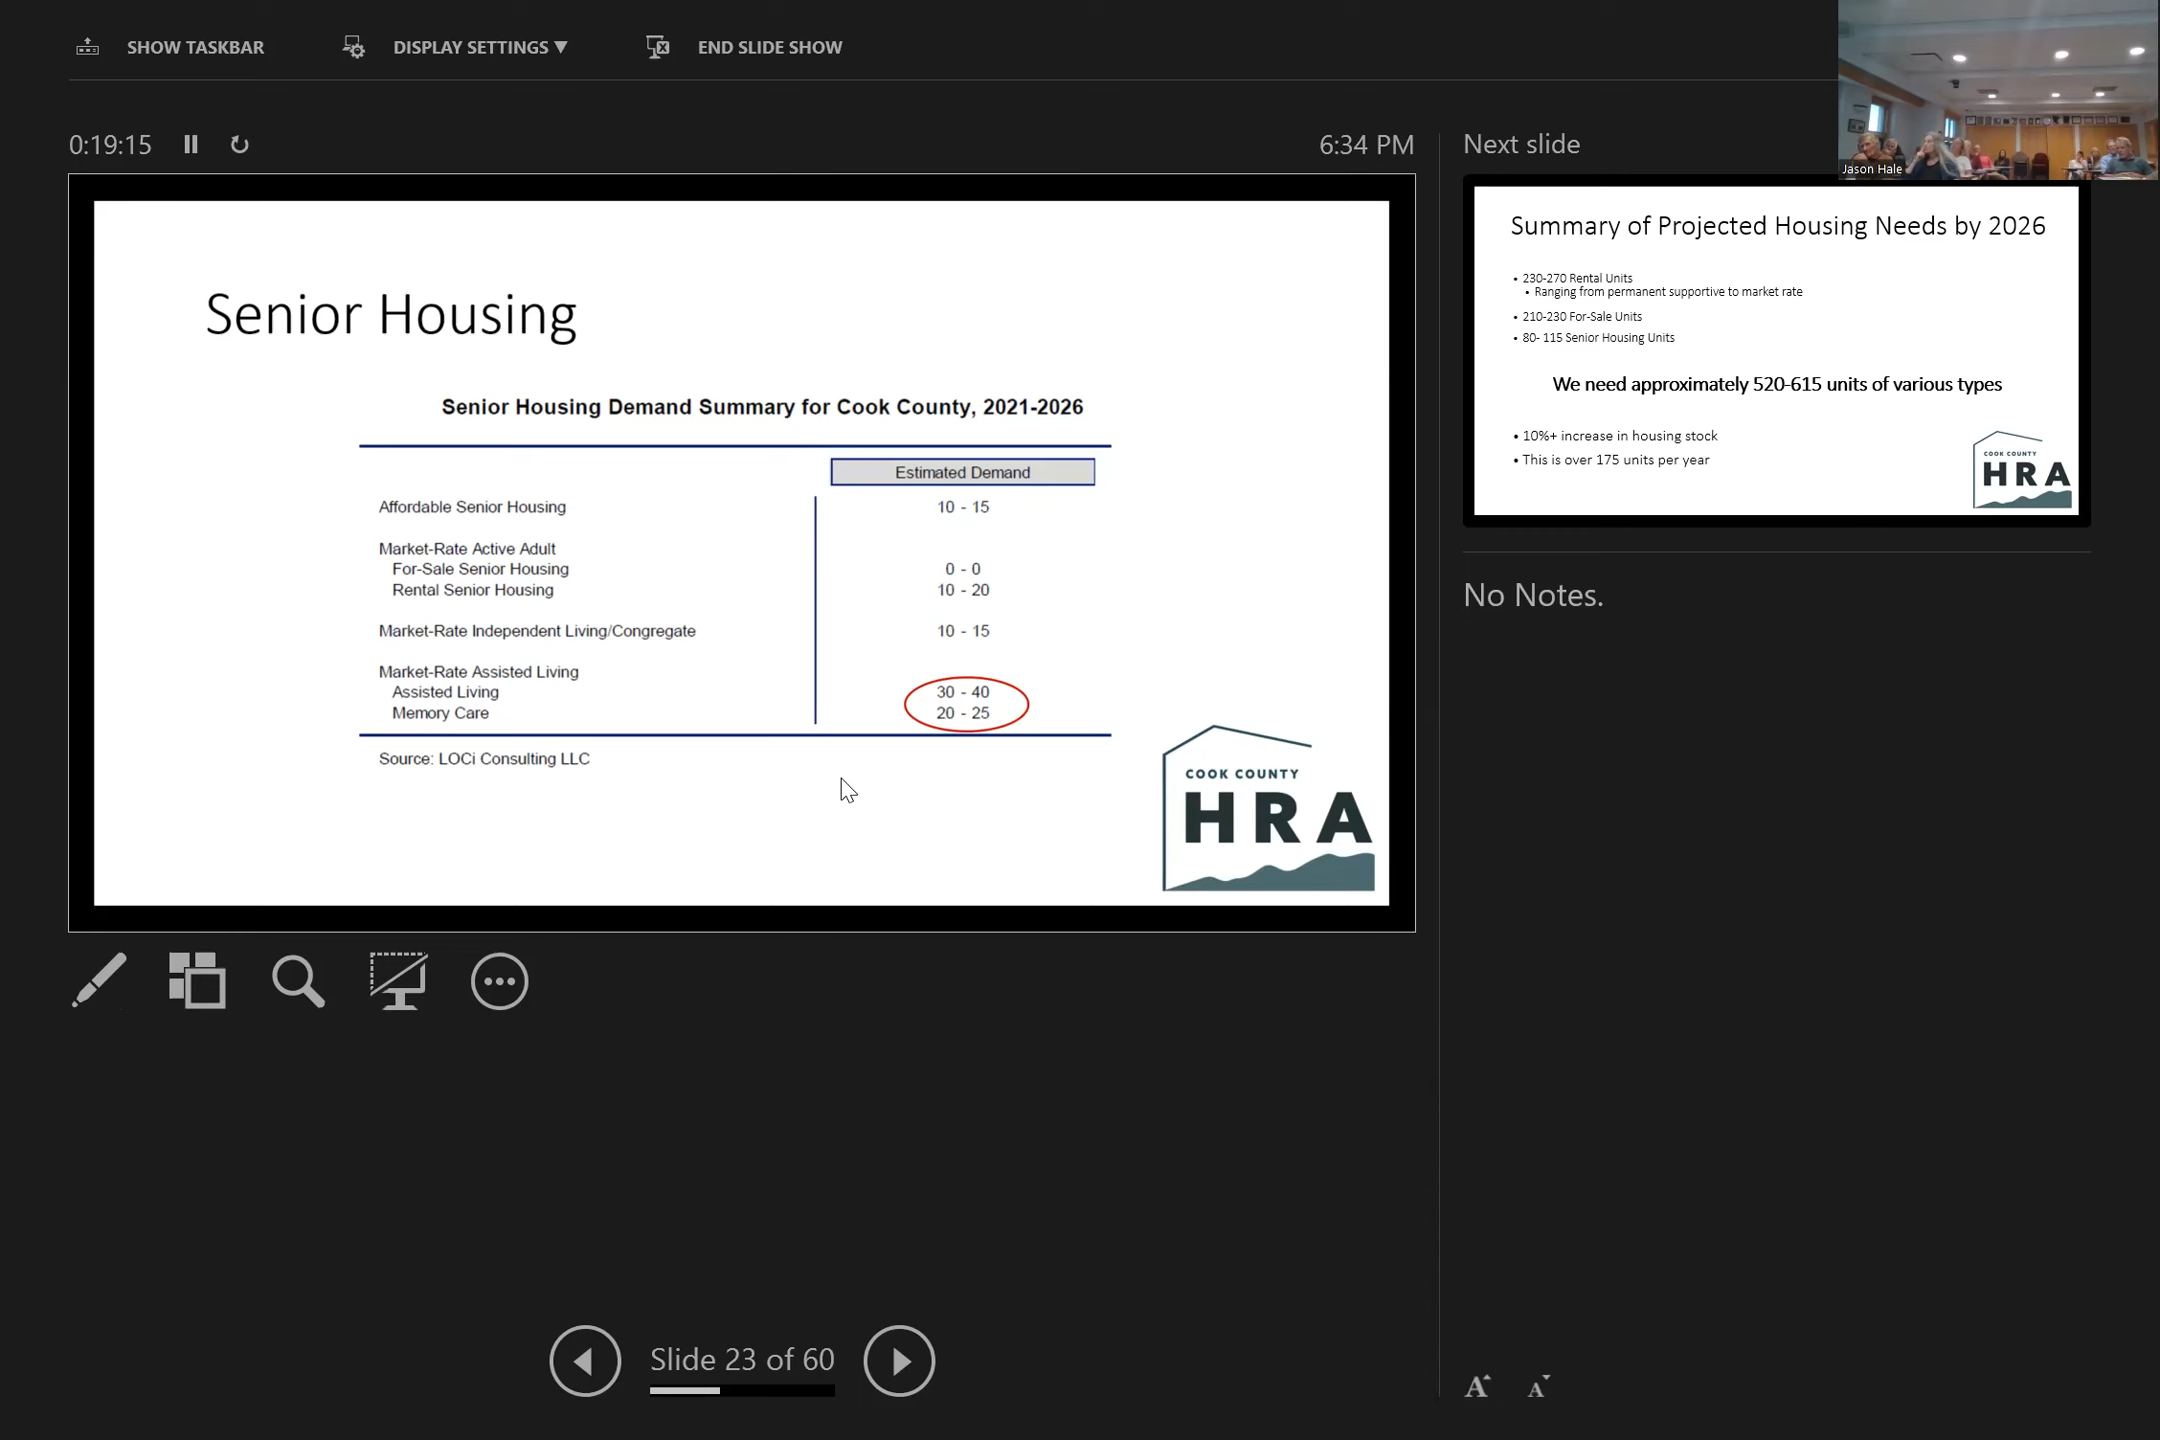 SHOW TASKBAR
DISPLAY SETTINGS ▼
END SLIDE SHOW
0:19:15
6:34 PM
Senior Housing
Senior Housing Demand Summary for Cook County, 2021-2026
Estimated Demand
Affordable Senior Housing 10 - 15
Market-Rate Active Adult
For-Sale Senior Housing 0 - 0
Rental Senior Housing 10 - 20
Market-Rate Independent Living/Congregate 10 - 15
Market-Rate Assisted Living
Assisted Living 30 - 40
Memory Care 20 - 25
Source: LOCi Consulting LLC
COOK COUNTY
HRA
Slide 23 of 60
Next slide
Jason Hale
Summary of Projected Housing Needs by 2026
• 230-270 Rental Units
• Ranging from permanent supportive to market rate
• 210-230 For-Sale Units
• 80- 115 Senior Housing Units
We need approximately 520-615 units of various types
• 10%+ increase in housing stock
• This is over 175 units per year
COOK COUNTY
HRA
No Notes.
A A